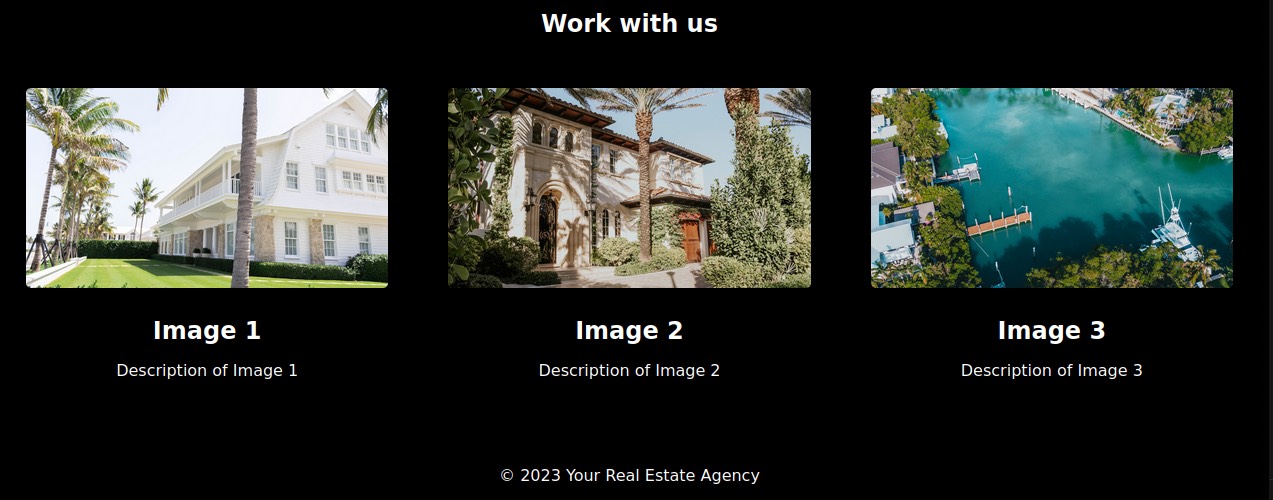 Work with us
Image 1
Description of Image 1
Image 2
Description of Image 2
Image 3
Description of Image 3
© 2023 Your Real Estate Agency